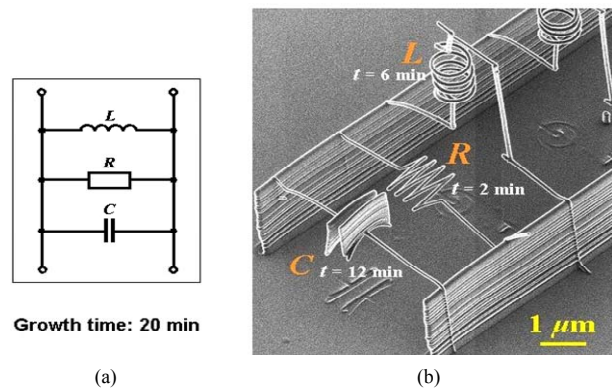 L
R
C
Growth time: 20 min
(a)
L
t = 6 min
R
t = 2 min
C
t = 12 min
1 μm
(b)